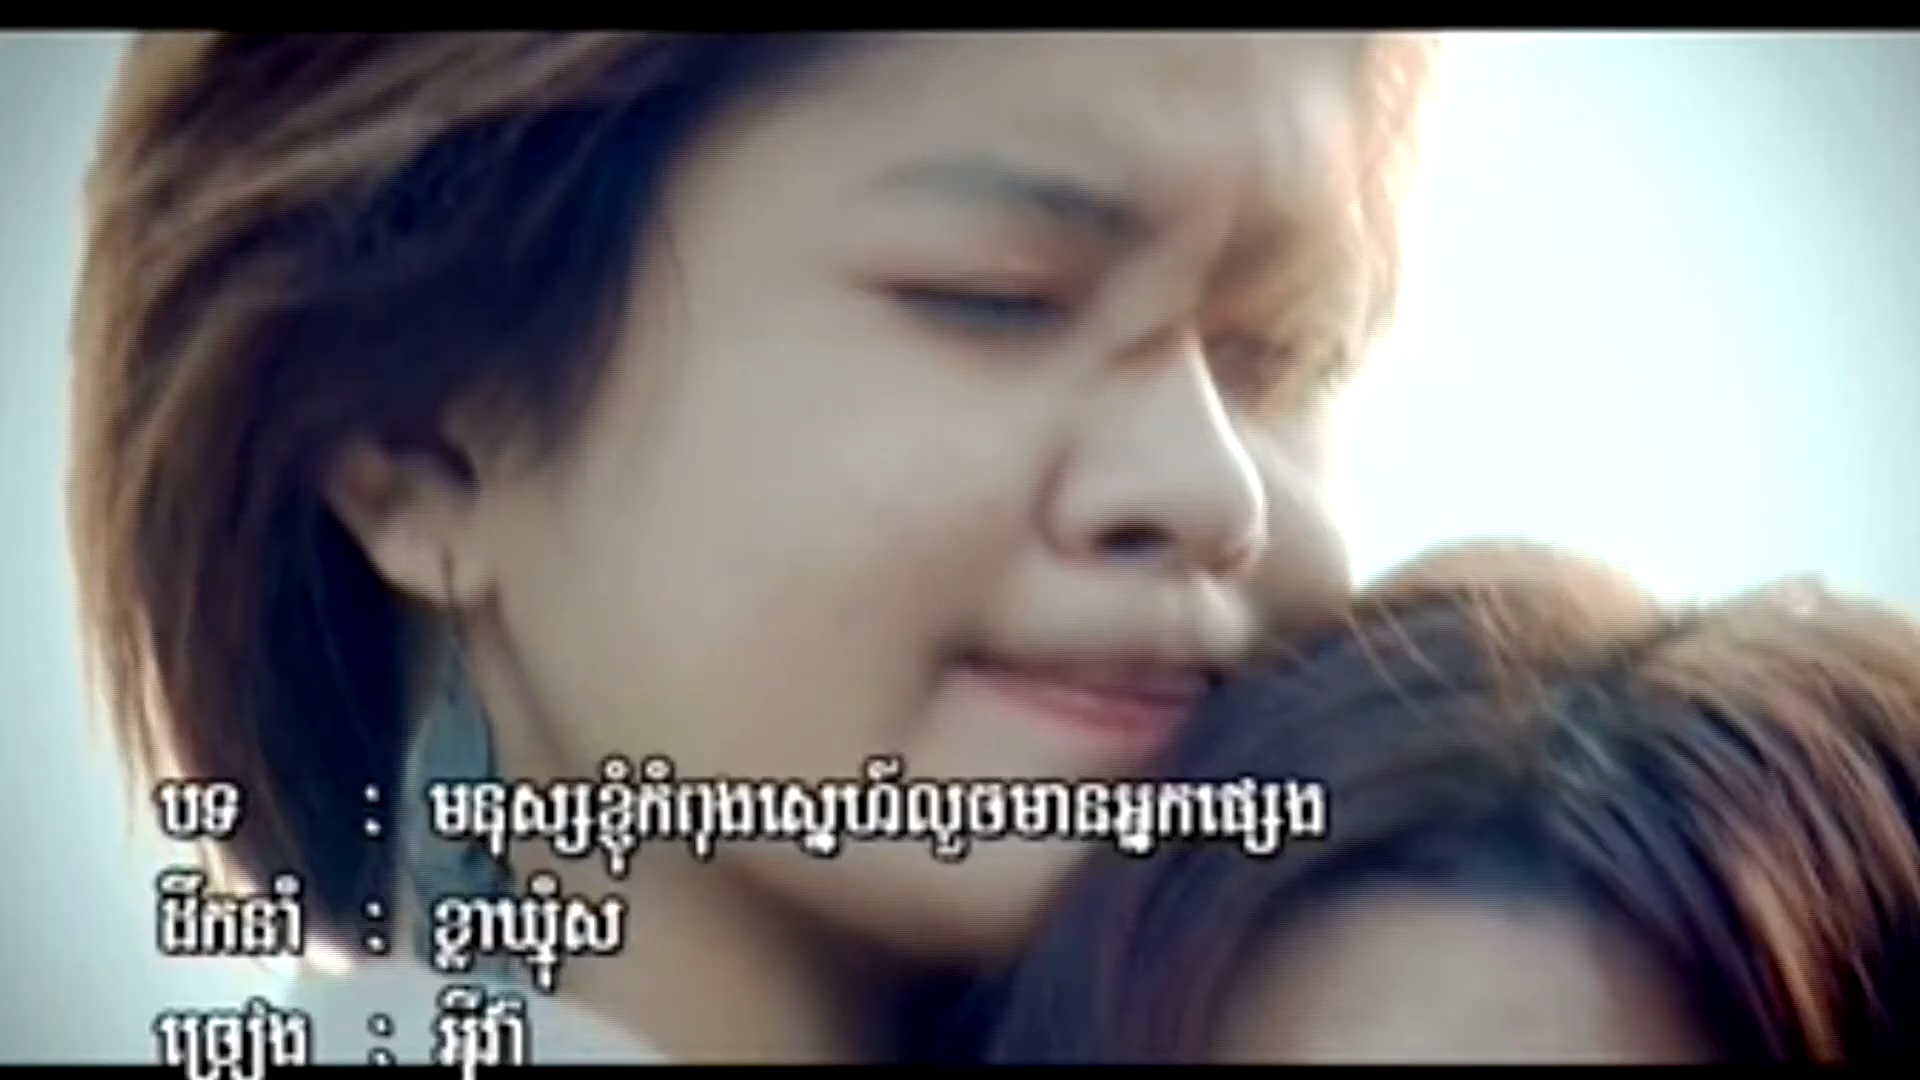 បទ : មនុស្សខ្ញុំកំពុងស្នេហ៍លួចមានអ្នកផ្សេង
ដឹកនាំ : ខ្លាឃ្មុំស
ច្រៀង : អ៊ីវ៉ា